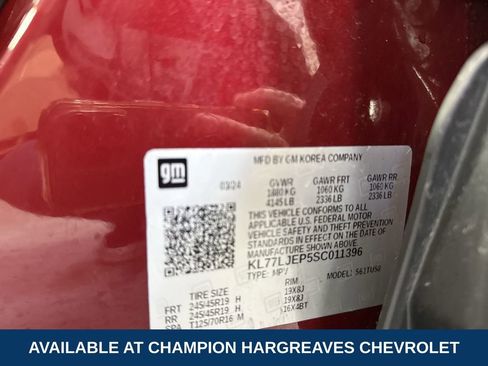 gm
MFD BY GM KOREA COMPANY
03/24 GVWR GAWR FRT GAWR RR
1880 KG 1060 KG 1060 KG
4145 LB 2336 LB 2336 LB
THIS VEHICLE CONFORMS TO ALL
APPLICABLE U.S. FEDERAL MOTOR
VEHICLE SAFETY AND THEFT
PREVENTION STANDARDS IN EFFECT
ON THE DATE OF
MANUFACTURE SHOWN ABOVE.
KL77LJEP5SC011396
TYPE: MPV MODEL: 56
TIRE SIZE RIM
FRT 245/45R19 H 19X8J
RR 245/45R19 H 19X8J
SPA T125/70R16 M 16X4BT
AVAILABLE AT CHAMPION HARGREAVES CHEVROLET